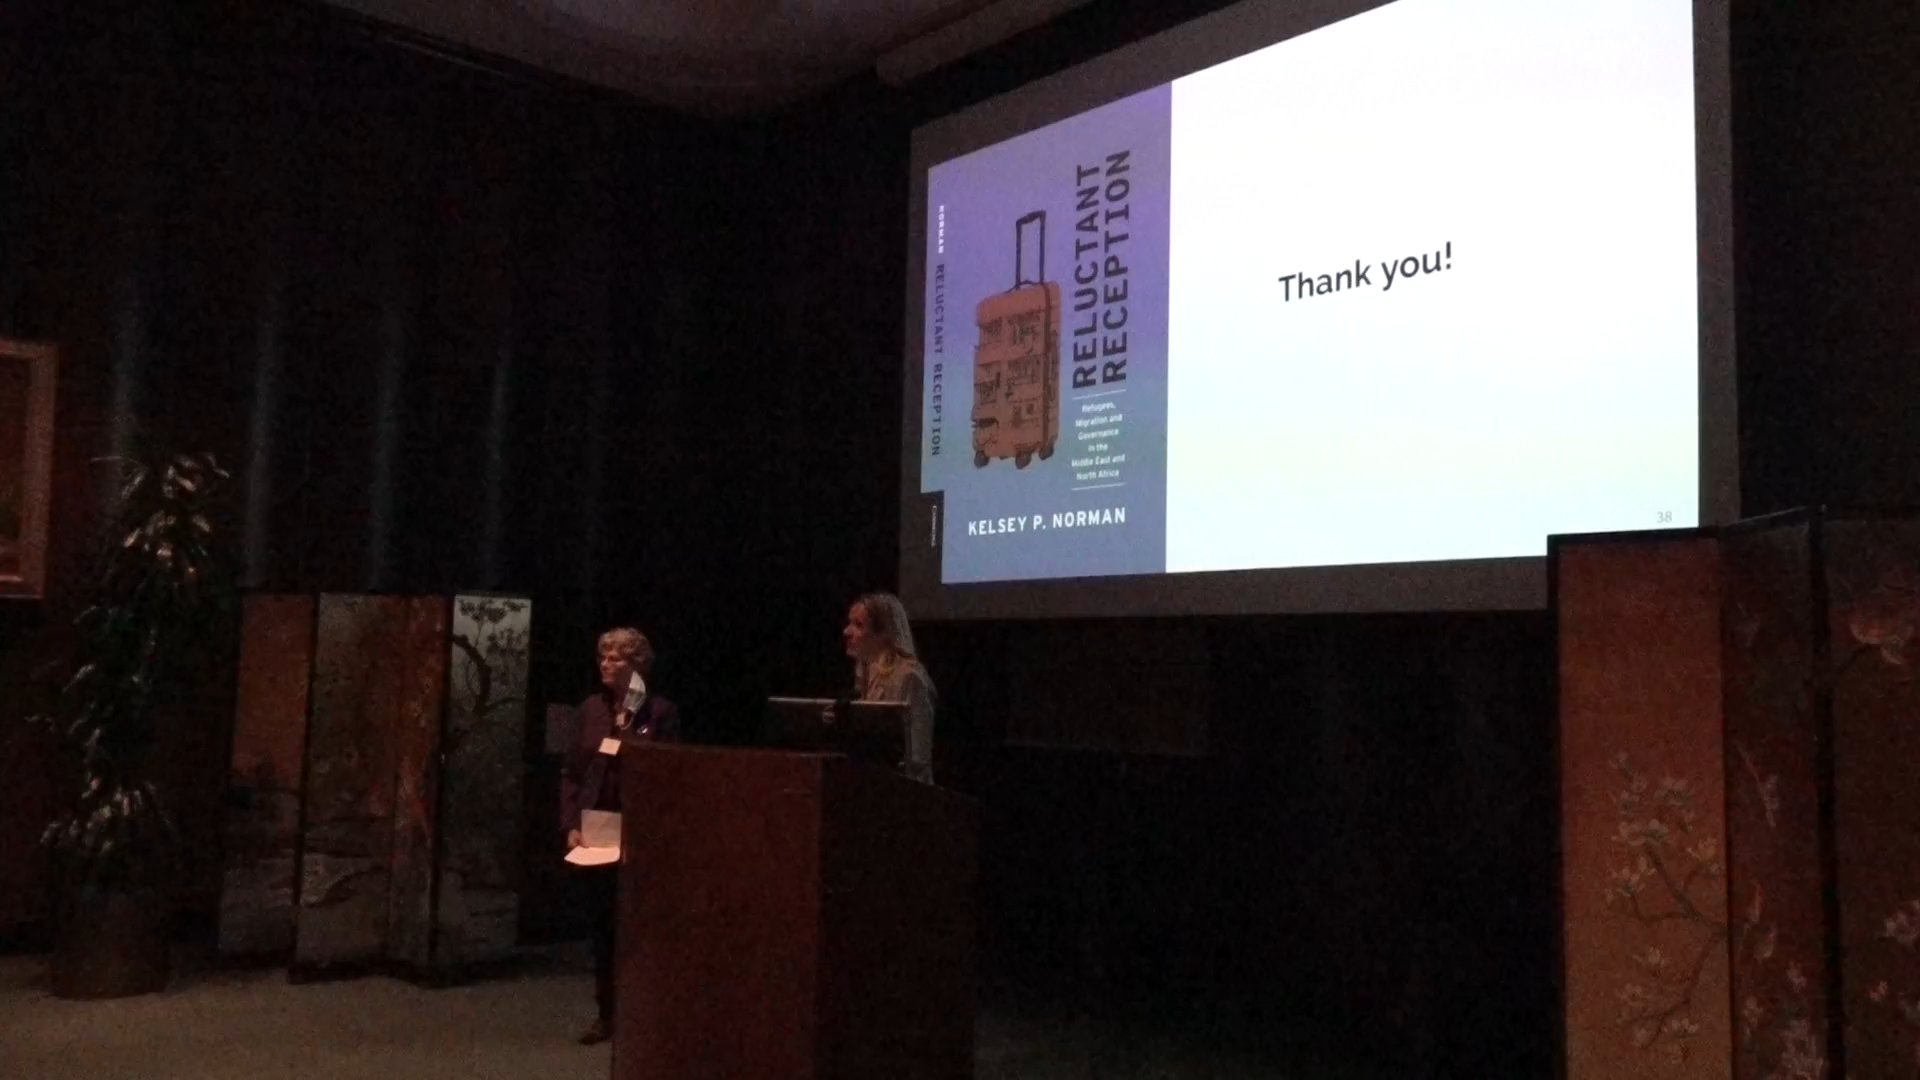 NORMAN RELUCTANT RECEPTION
RELUCTANT
RECEPTION
Refugees,
Migration and
Governance
in the
Middle East and
North Africa
KELSEY P. NORMAN
Thank you!
38